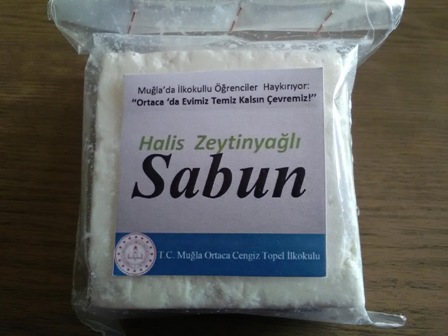 Muğla’da İlkokullu Öğrenciler Haykırıyor:
“Ortaca ‘da Evimiz Temiz Kalsın Çevremiz!”
Halis Zeytinyağlı
Sabun
T.C. Muğla Ortaca Cengiz Topel İlkokulu